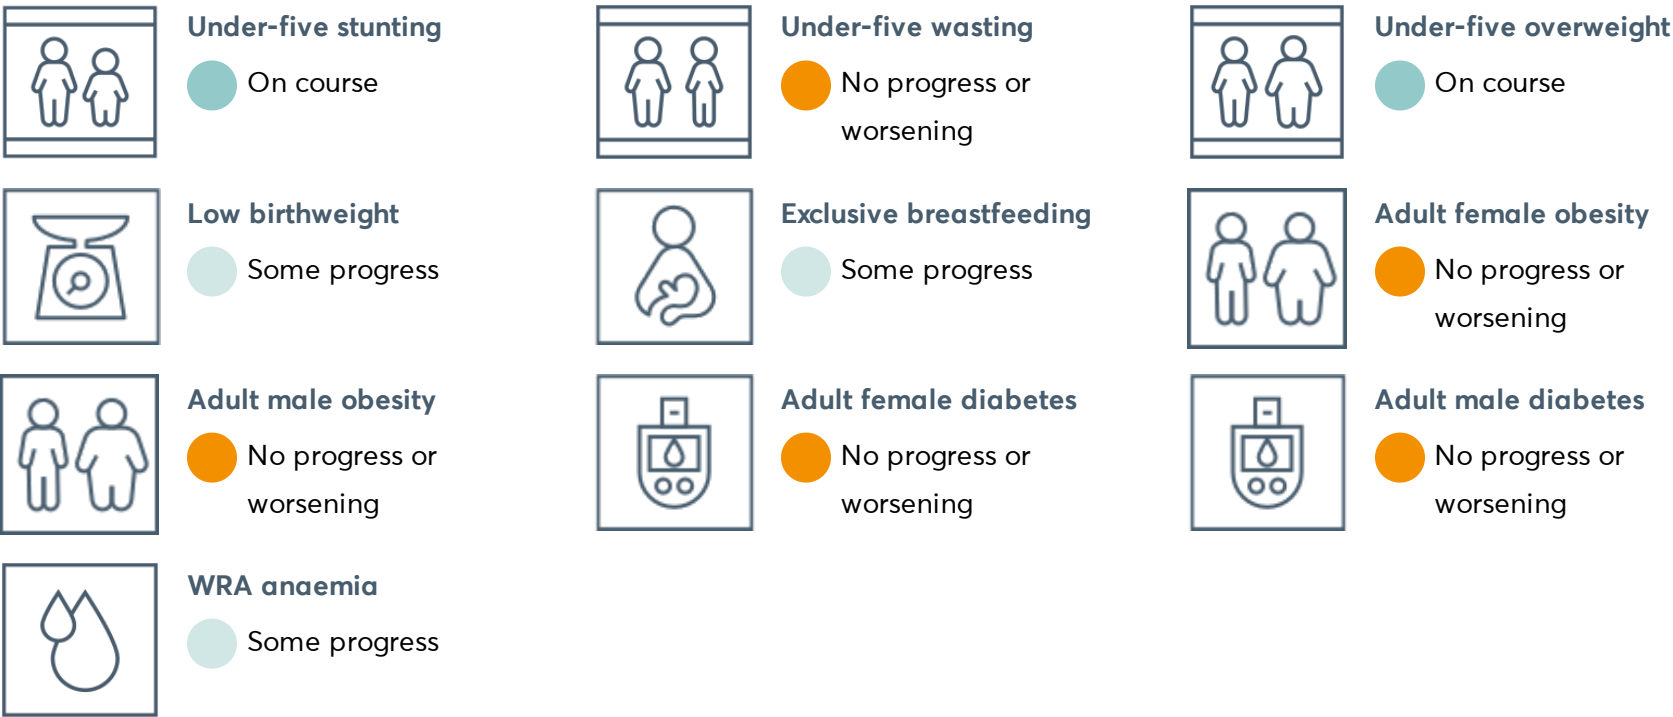 Under-five stunting
On course
Under-five wasting
No progress or
worsening
Under-five overweight
On course
Low birthweight
Some progress
Exclusive breastfeeding
Some progress
Adult female obesity
No progress or
worsening
Adult male obesity
No progress or
worsening
Adult female diabetes
No progress or
worsening
Adult male diabetes
No progress or
worsening
WRA anaemia
Some progress